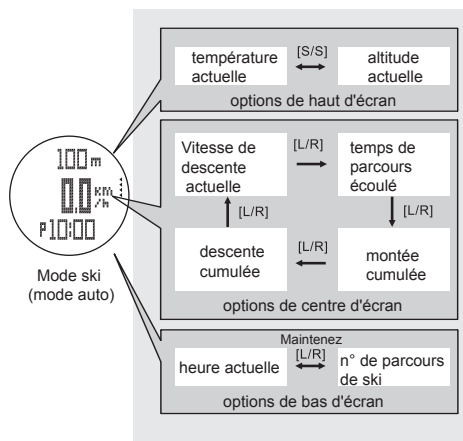 [S/S]
température
actuelle
altitude
actuelle
options de haut d'écran
100 m
0.0 Km
/h
P10:00
Mode ski
(mode auto)
Vitesse de
descente
actuelle
[L/R]
temps de
parcours
écoulé
[L/R]
[L/R]
descente
cumulée
[L/R]
montée
cumulée
options de centre d'écran
Maintenez
[L/R]
heure actuelle
n° de parcours
de ski
options de bas d'écran